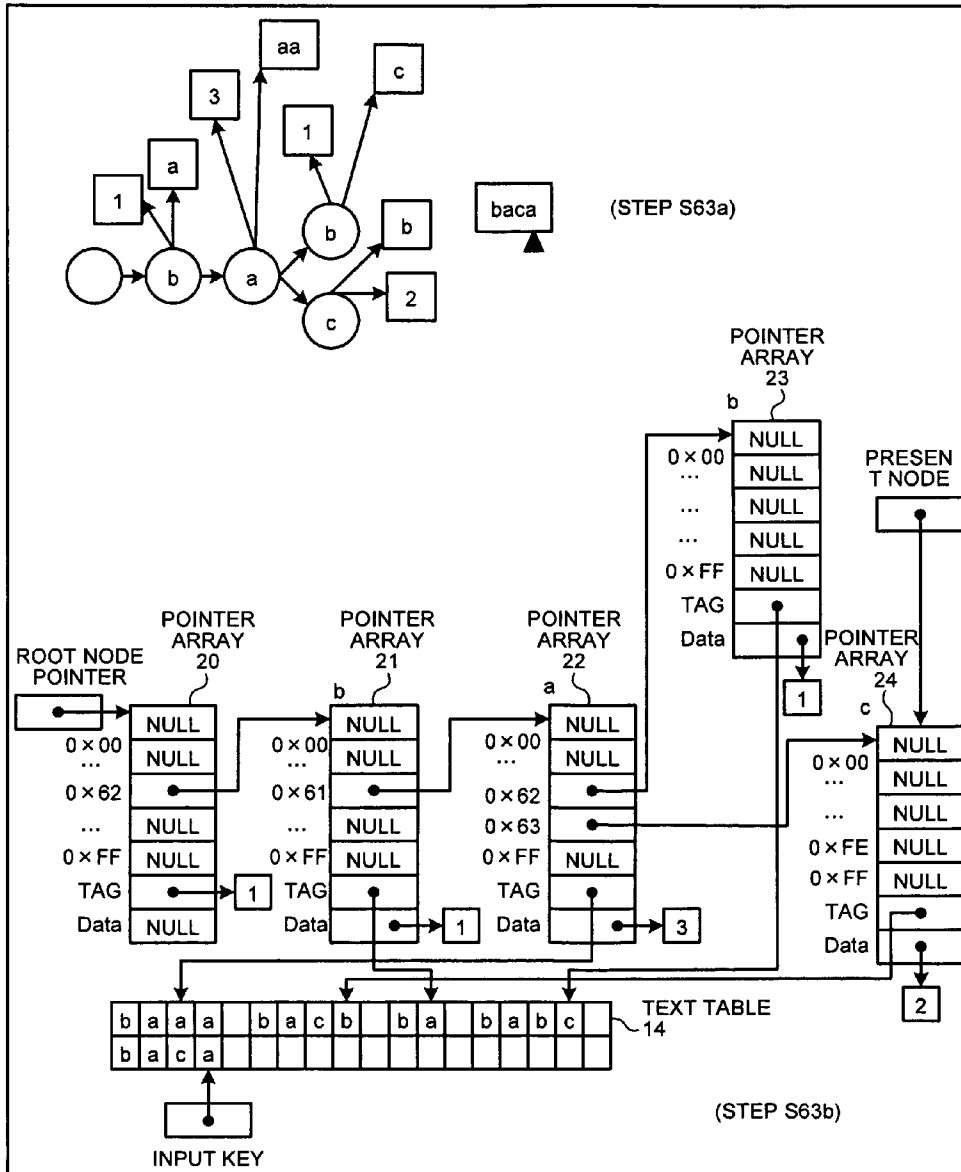 aa
c
3
1
a
1
b
b
baca
(STEP S63a)
b
a
2
c
POINTER
ARRAY
23
b
NULL
0×00
NULL
...
NULL
...
NULL
...
NULL
0×FF
TAG
Data
1
PRESEN
T NODE
ROOT NODE
POINTER
POINTER
ARRAY
20
NULL
0×00
NULL
...
0×62
NULL
...
NULL
0×FF
TAG
1
Data
NULL
POINTER
ARRAY
21
b
NULL
0×00
NULL
...
0×61
NULL
...
NULL
0×FF
TAG
Data
1
POINTER
ARRAY
22
a
NULL
0×00
NULL
...
0×62
0×63
NULL
0×FF
TAG
Data
3
POINTER
ARRAY
24
c
NULL
0×00
NULL
...
NULL
...
NULL
0×FE
NULL
0×FF
TAG
Data
2
b a a a b a c b b a b a b c
b a c a
TEXT TABLE
14
INPUT KEY
(STEP S63b)